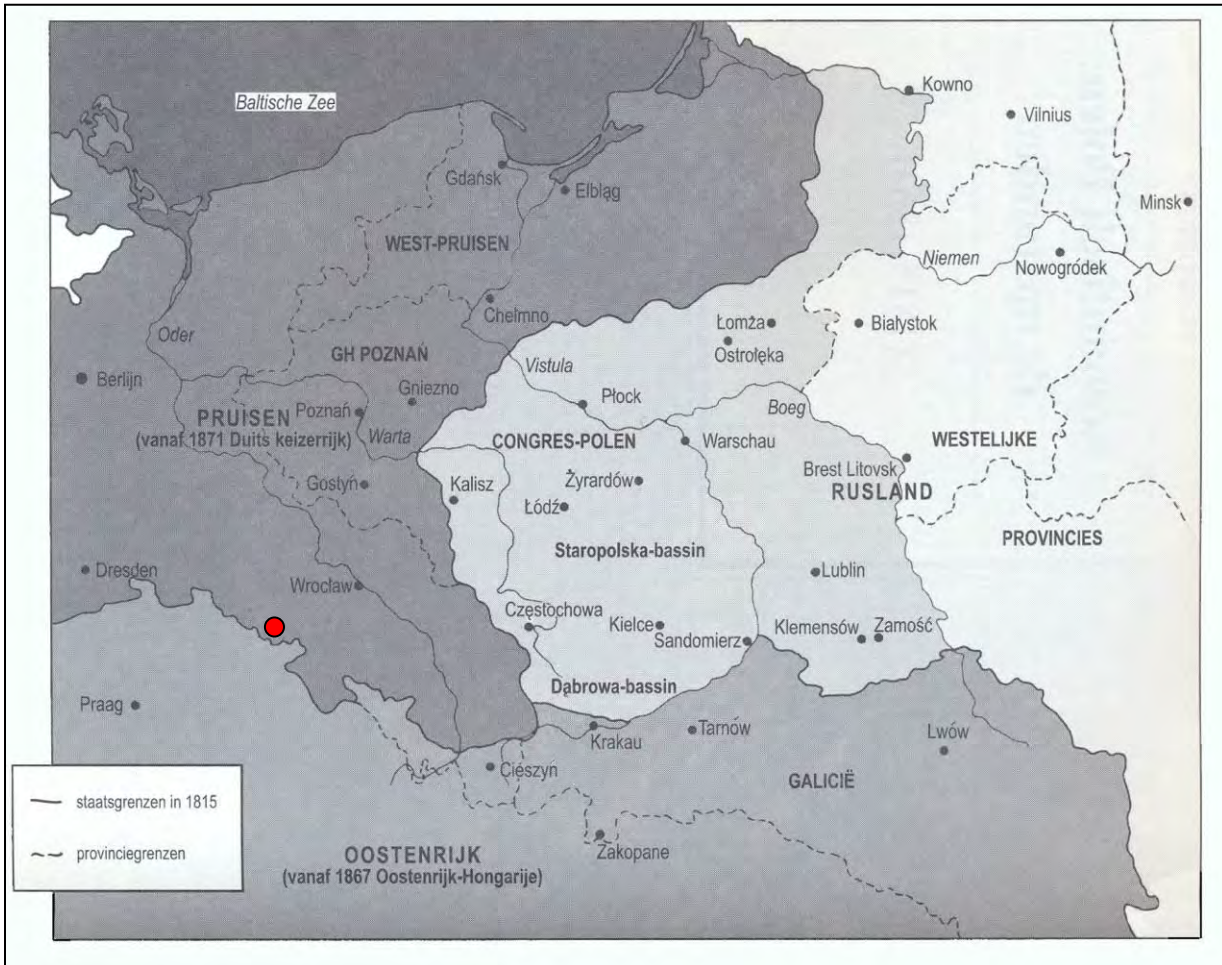 Baltische Zee
Kowno
Vilnius
Gdańsk
Elbląg
Minsk
WEST-PRUISEN
Niemen
Nowogródek
Chełmno
Oder
Łomża
Białystok
Ostrołęka
GH POZNAŃ
Vistula
Berlijn
Gniezno
Płock
Boeg
Poznań
PRUISEN
(vanaf 1871 Duits keizerrijk)
Warta
CONGRES-POLEN
Warschau
WESTELIJKE
Brest Litovsk
Gostyń
Kalisz
Żyrardów
RUSLAND
Łódź
PROVINCIES
Staropolska-bassin
Dresden
Wrocław
Lublin
Częstochowa
Kielce
Sandomierz
Klemensów
Zamość
Dąbrowa-bassin
Praag
Krakau
Tarnów
Lwów
Cieszyń
GALICIË
staatsgrenzen in 1815
provinciegrenzen
OOSTENRIJK
(vanaf 1867 Oostenrijk-Hongarije)
Zakopane